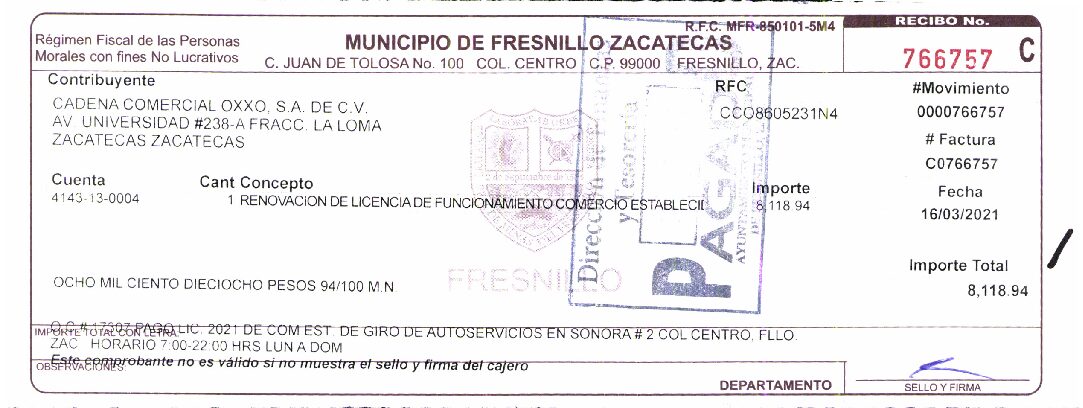 R.F.C. MFR-850101-5M4
RECIBO No.
Régimen Fiscal de las Personas
Morales con fines No Lucrativos
MUNICIPIO DE FRESNILLO ZACATECAS
C. JUAN DE TOLOSA No. 100 COL. CENTRO C.P. 99000 FRESNILLO, ZAC.
766757 C
Contribuyente
CADENA COMERCIAL OXXO, S.A. DE C.V.
AV. UNIVERSIDAD #238-A FRACC. LA LOMA
ZACATECAS ZACATECAS
RFC
CCO8605231N4
#Movimiento
0000766757
# Factura
C0766757
Fecha
16/03/2021
Cuenta Cant Concepto Importe
4143-13-0004 1 RENOVACION DE LICENCIA DE FUNCIONAMIENTO COMERCIO ESTABLECID 8,118.94
Dirección de Finanzas
y Tesorería
PAGADO
FRESNILLO
Importe Total
8,118.94
OCHO MIL CIENTO DIECIOCHO PESOS 94/100 M.N.
IMPORTE TOTAL CON LETRA
O.C # 17307 PAGO LIC. 2021 DE COM EST. DE GIRO DE AUTOSERVICIOS EN SONORA # 2 COL CENTRO, FLLO.
ZAC HORARIO 7:00-22:00 HRS LUN A DOM
Este comprobante no es válido si no muestra el sello y firma del cajero
OBSERVACIONES:
DEPARTAMENTO
SELLO Y FIRMA